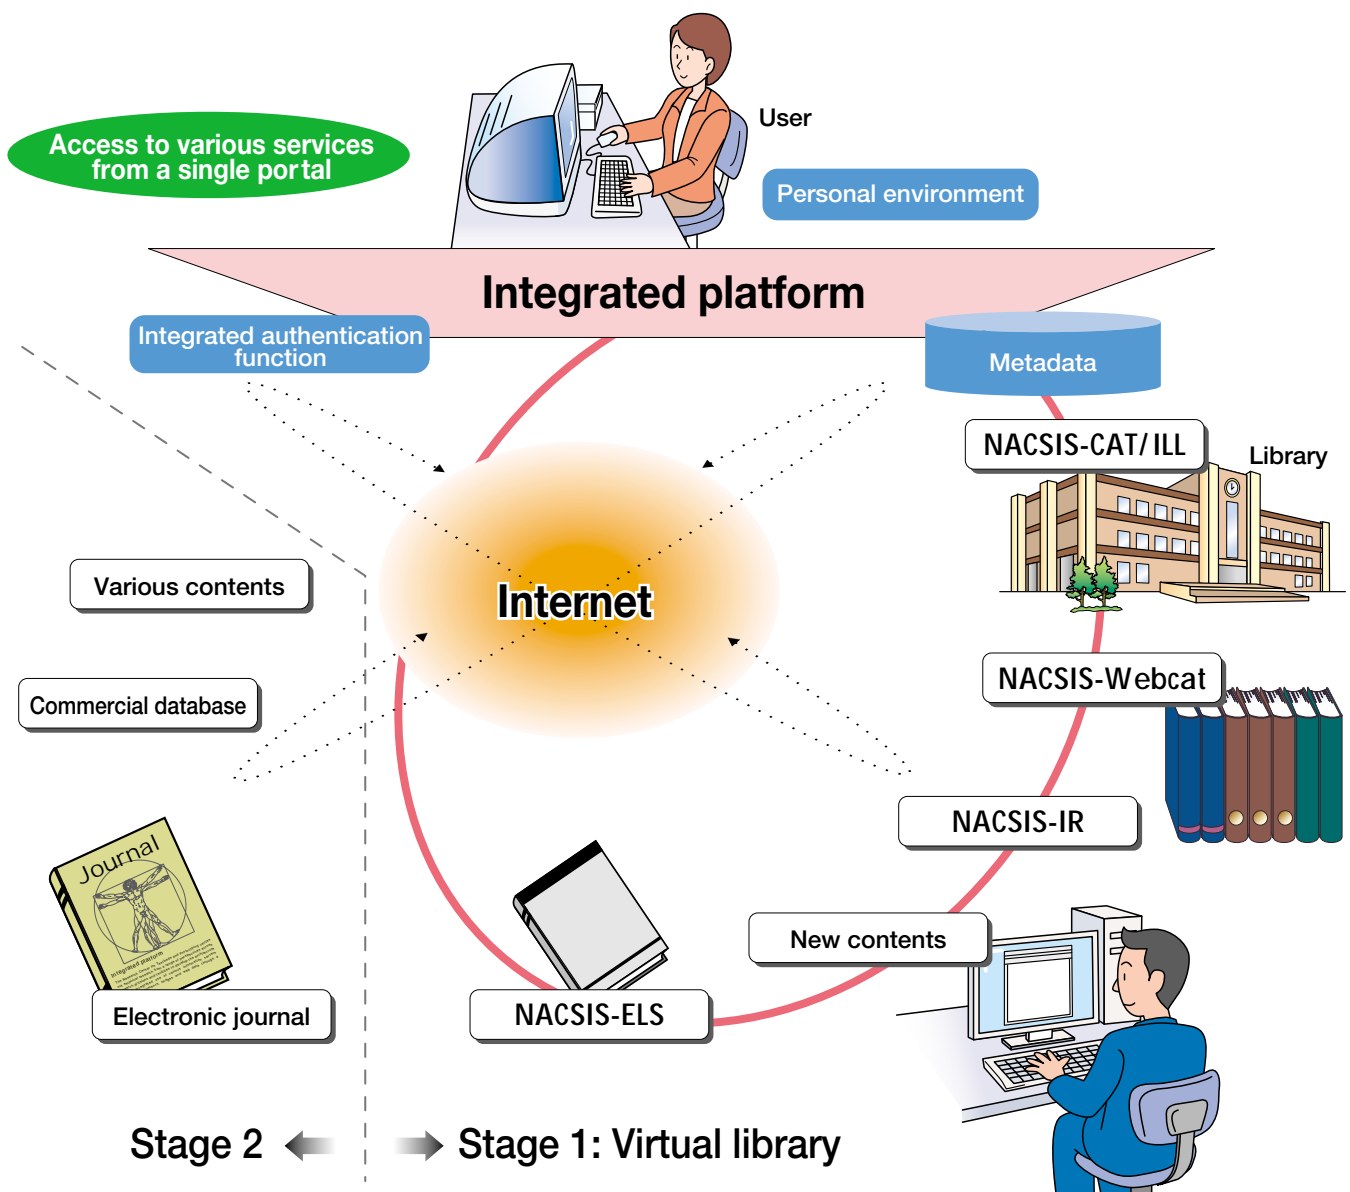 User
Access to various services
from a single portal
Personal environment
Integrated platform
Integrated authentication
function
Metadata
NACSIS-CAT/ILL
Library
Various contents
Internet
NACSIS-Webcat
Commercial database
NACSIS-IR
Journal
Integrated platform
New contents
Electronic journal
NACSIS-ELS
Stage 2
Stage 1: Virtual library